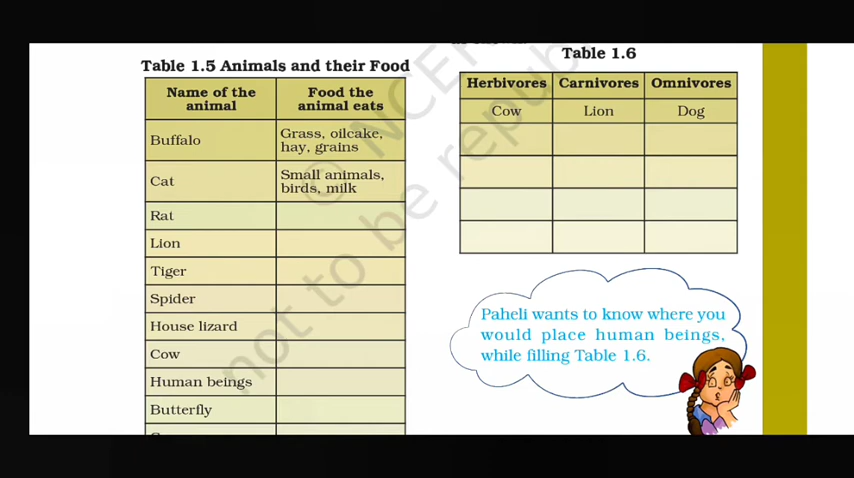 Table 1.5 Animals and their Food
Name of the animal
Food the animal eats
Buffalo
Grass, oilcake, hay, grains
Cat
Small animals, birds, milk
Rat
Lion
Tiger
Spider
House lizard
Cow
Human beings
Butterfly
Table 1.6
Herbivores Carnivores Omnivores
Cow Lion Dog
Paheli wants to know where you
would place human beings,
while filling Table 1.6.
not to be repub
© NCER